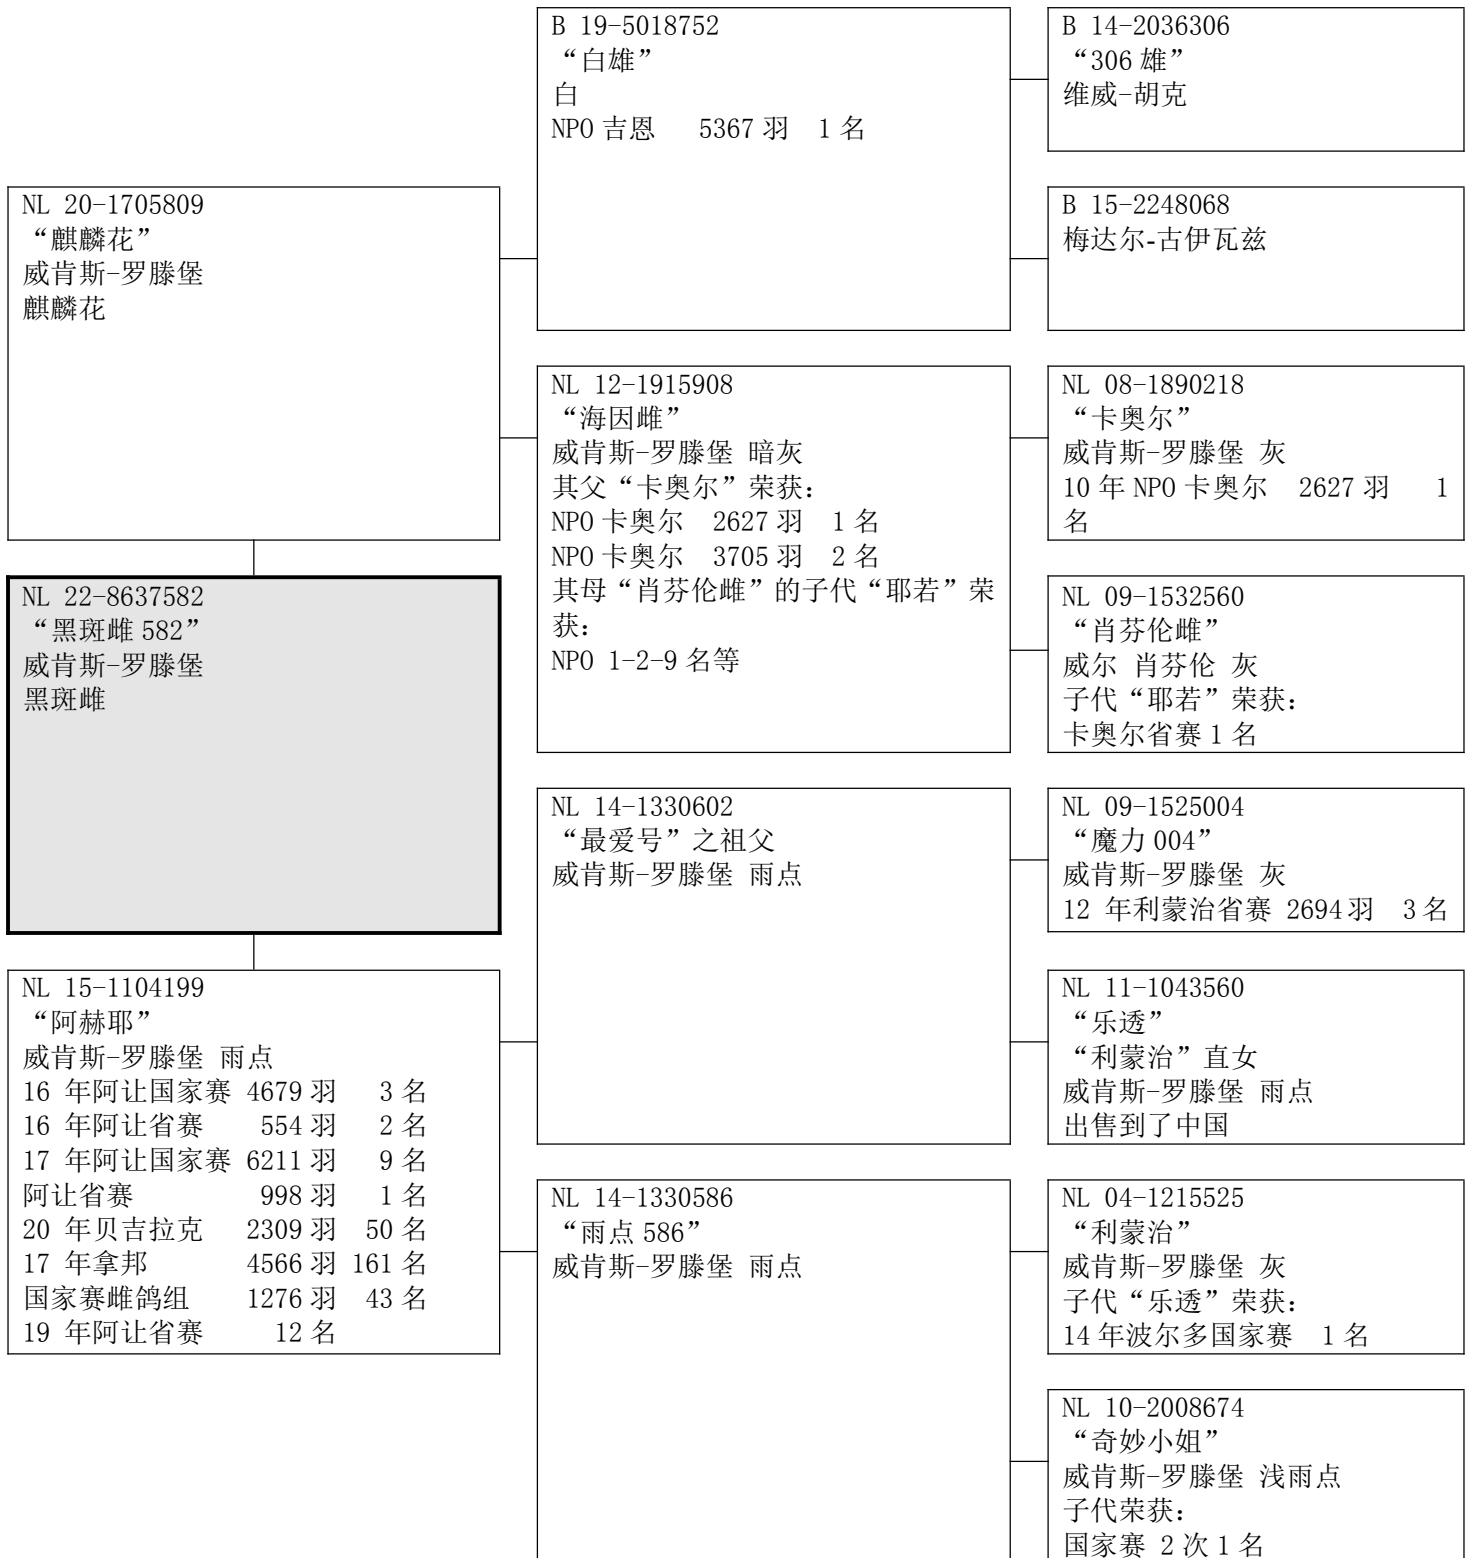 B 19-5018752
“白雄”
白
NPO 吉恩 5367 羽 1 名
B 14-2036306
“306 雄”
维威-胡克
B 15-2248068
梅达尔-古伊瓦兹
NL 20-1705809
“麒麟花”
威肯斯-罗滕堡
麒麟花
NL 12-1915908
“海因雌”
威肯斯-罗滕堡 暗灰
其父“卡奥尔”荣获:
NPO 卡奥尔 2627 羽 1 名
NPO 卡奥尔 3705 羽 2 名
其母“肖芬伦雌”的子代“耶若”荣
获:
NPO 1-2-9 名等
NL 08-1890218
“卡奥尔”
威肯斯-罗滕堡 灰
10 年 NPO 卡奥尔 2627 羽 1
名
NL 09-1532560
“肖芬伦雌”
威尔 肖芬伦 灰
子代“耶若”荣获:
卡奥尔省赛 1 名
NL 22-8637582
“黑斑雌 582”
威肯斯-罗滕堡
黑斑雌
NL 14-1330602
“最爱号”之祖父
威肯斯-罗滕堡 雨点
NL 09-1525004
“魔力 004”
威肯斯-罗滕堡 灰
12 年利蒙治省赛 2694 羽 3 名
NL 11-1043560
“乐透”
“利蒙治”直女
威肯斯-罗滕堡 雨点
出售到了中国
NL 15-1104199
“阿赫耶”
威肯斯-罗滕堡 雨点
16 年阿让国家赛 4679 羽 3 名
16 年阿让省赛 554 羽 2 名
17 年阿让国家赛 6211 羽 9 名
阿让省赛 998 羽 1 名
20 年贝吉拉克 2309 羽 50 名
17 年拿邦 4566 羽 161 名
国家赛雌鸽组 1276 羽 43 名
19 年阿让省赛 12 名
NL 14-1330586
“雨点 586”
威肯斯-罗滕堡 雨点
NL 04-1215525
“利蒙治”
威肯斯-罗滕堡 灰
子代“乐透”荣获:
14 年波尔多国家赛 1 名
NL 10-2008674
“奇妙小姐”
威肯斯-罗滕堡 浅雨点
子代荣获:
国家赛 2 次 1 名